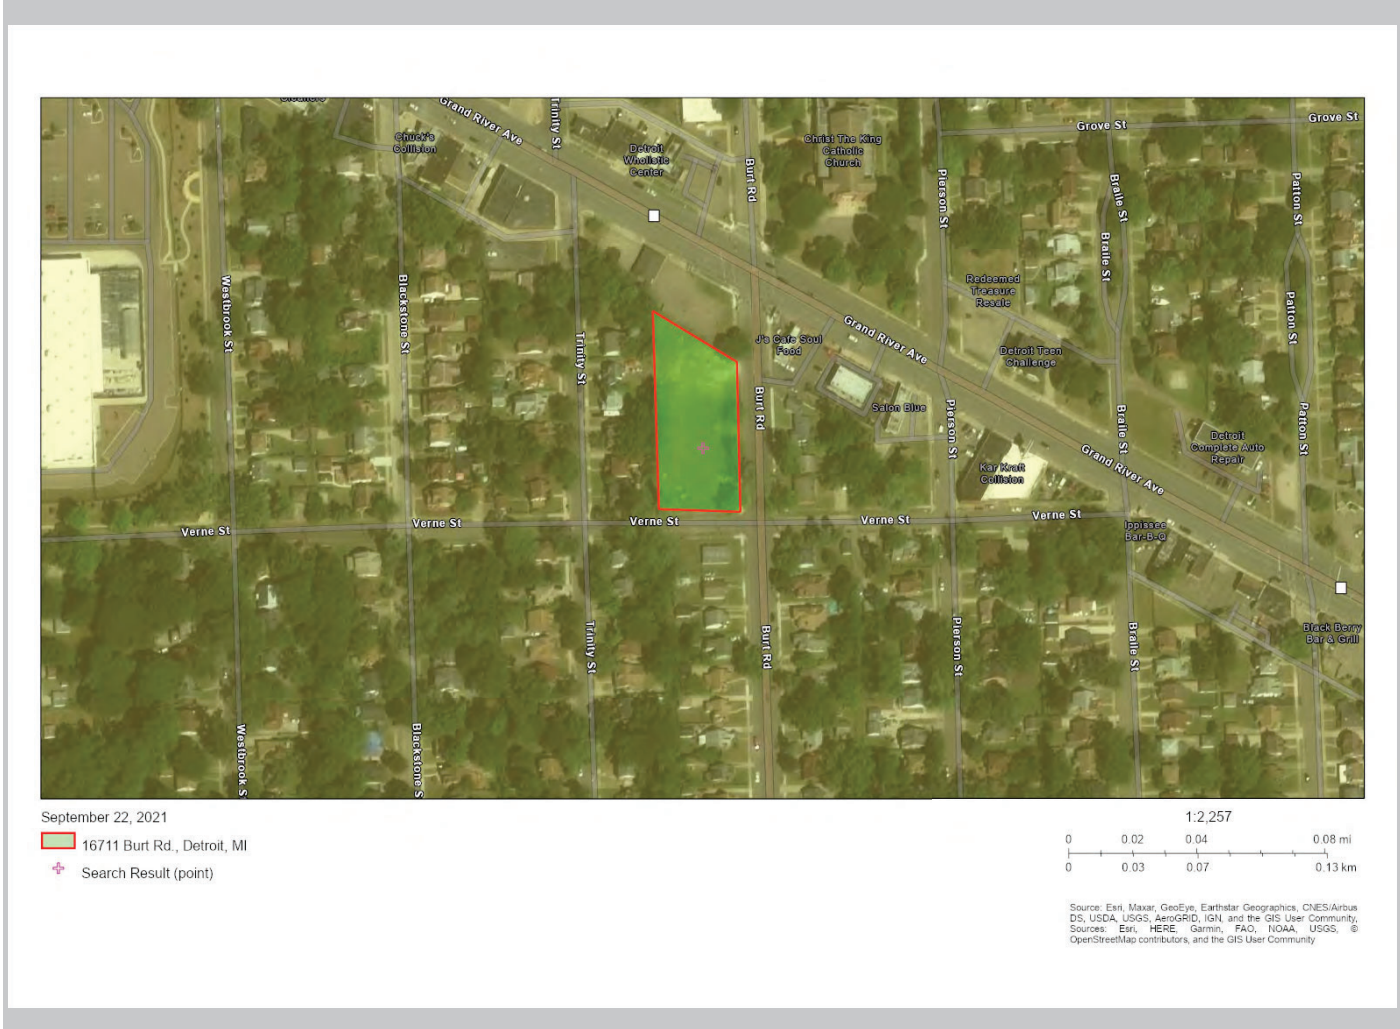 Cleaners
Grand River Ave
Trinity St
Chuck's
Collision
Detroit
Wholistic
Center
Burt Rd
Christ The King
Catholic
Church
Pierson St
Grove St
Grove St
Braile St
Patton St
Braile St
Westbrook St
Blackstone St
Redeemed
Treasure
Resale
Patton St
Trinity St
J's Cafe Soul
Food
Grand River Ave
Detroit Teen
Challenge
Burt Rd
Salon Blue
Pierson St
Braile St
Patton St
Detroit
Complete Auto
Repair
Kar Kraft
Collision
Grand River Ave
Verne St
Verne St
Verne St
Verne St
Verne St
Ippissee
Bar-B-Q
Trinity St
Burt Rd
Pierson St
Braile St
Black Berry
Bar & Grill
Westbrook S
Blackstone S
September 22, 2021
16711 Burt Rd., Detroit, MI
Search Result (point)
1:2,257
0 0.02 0.04 0.08 mi
0 0.03 0.07 0.13 km
Source: Esri, Maxar, GeoEye, Earthstar Geographics, CNES/Airbus
DS, USDA, USGS, AeroGRID, IGN, and the GIS User Community,
Sources: Esri, HERE, Garmin, FAO, NOAA, USGS, ©
OpenStreetMap contributors, and the GIS User Community